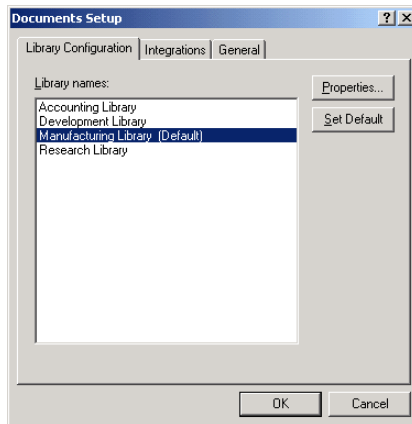 Documents Setup
Library Configuration Integrations General
Library names:
Properties...
Accounting Library
Development Library
Set Default
Manufacturing Library (Default)
Research Library
OK Cancel